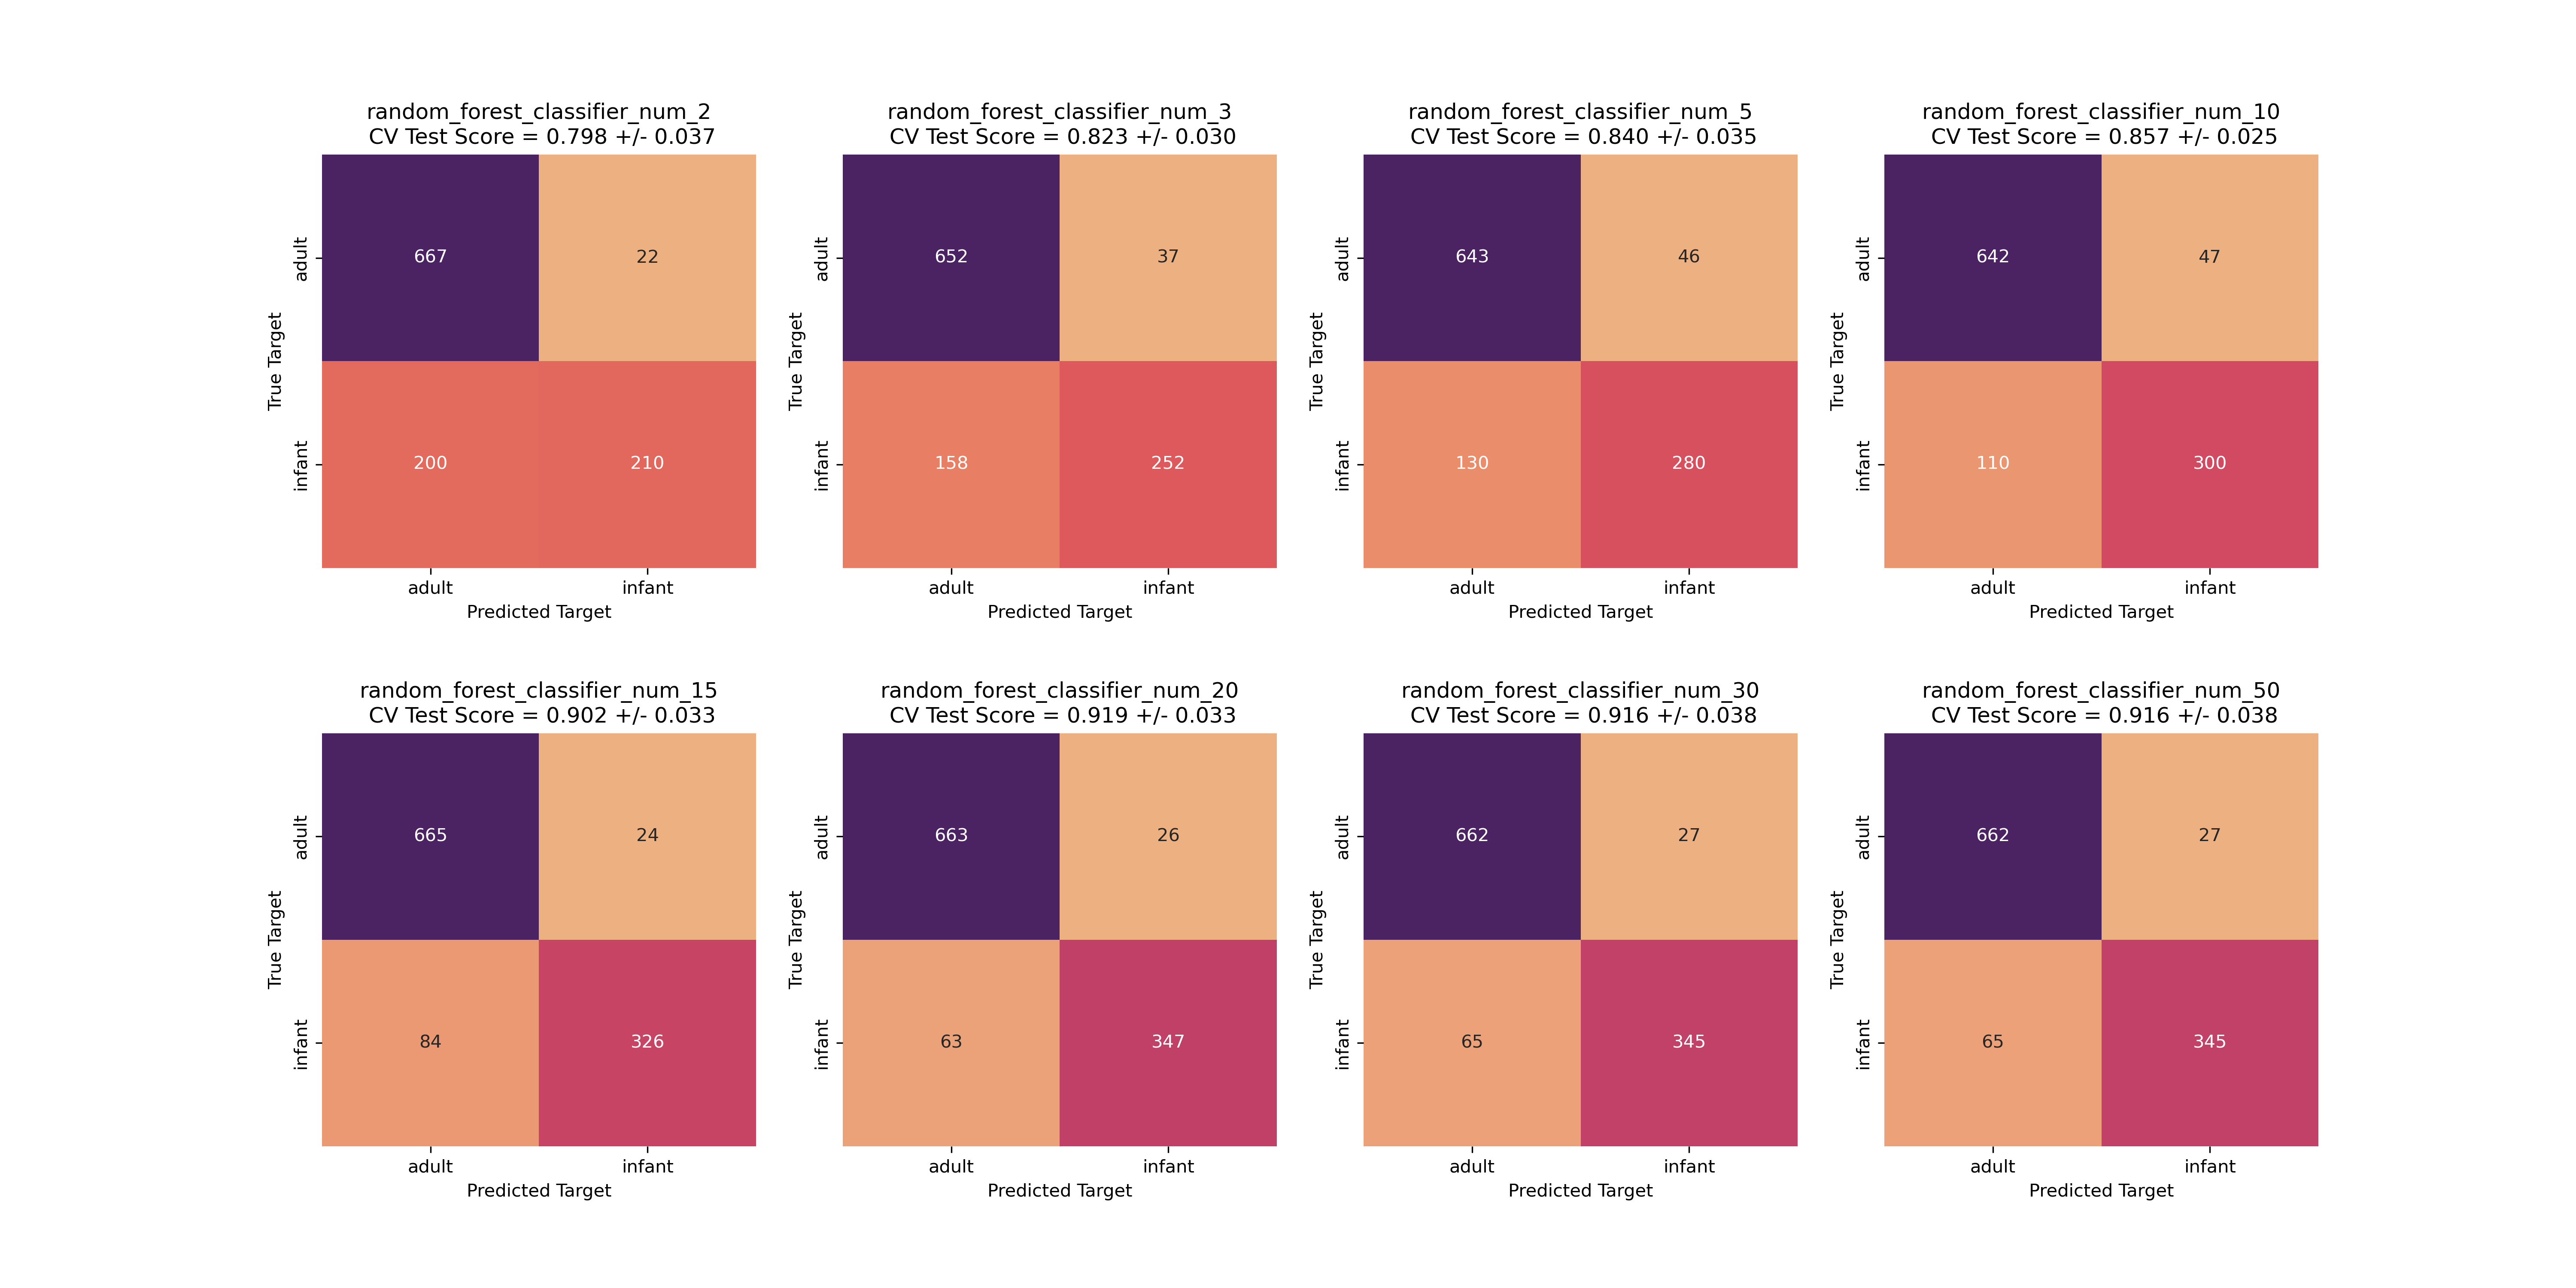 random_forest_classifier_num_2
CV Test Score = 0.798 +/- 0.037
True Target
adult
667
22
infant
200
210
adult
infant
Predicted Target
random_forest_classifier_num_3
CV Test Score = 0.823 +/- 0.030
True Target
adult
652
37
infant
158
252
adult
infant
Predicted Target
random_forest_classifier_num_5
CV Test Score = 0.840 +/- 0.035
True Target
adult
643
46
infant
130
280
adult
infant
Predicted Target
random_forest_classifier_num_10
CV Test Score = 0.857 +/- 0.025
True Target
adult
642
47
infant
110
300
adult
infant
Predicted Target
random_forest_classifier_num_15
CV Test Score = 0.902 +/- 0.033
True Target
adult
665
24
infant
84
326
adult
infant
Predicted Target
random_forest_classifier_num_20
CV Test Score = 0.919 +/- 0.033
True Target
adult
663
26
infant
63
347
adult
infant
Predicted Target
random_forest_classifier_num_30
CV Test Score = 0.916 +/- 0.038
True Target
adult
662
27
infant
65
345
adult
infant
Predicted Target
random_forest_classifier_num_50
CV Test Score = 0.916 +/- 0.038
True Target
adult
662
27
infant
65
345
adult
infant
Predicted Target